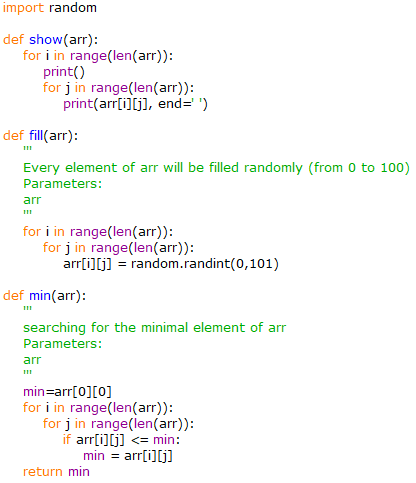 import random
def show(arr):
for i in range(len(arr)):
print()
for j in range(len(arr)):
print(arr[i][j], end=' ')
def fill(arr):
'''
Every element of arr will be filled randomly (from 0 to 100)
Parameters:
arr
'''
for i in range(len(arr)):
for j in range(len(arr)):
arr[i][j] = random.randint(0,101)
def min(arr):
'''
searching for the minimal element of arr
Parameters:
arr
'''
min=arr[0][0]
for i in range(len(arr)):
for j in range(len(arr)):
if arr[i][j] <= min:
min = arr[i][j]
return min